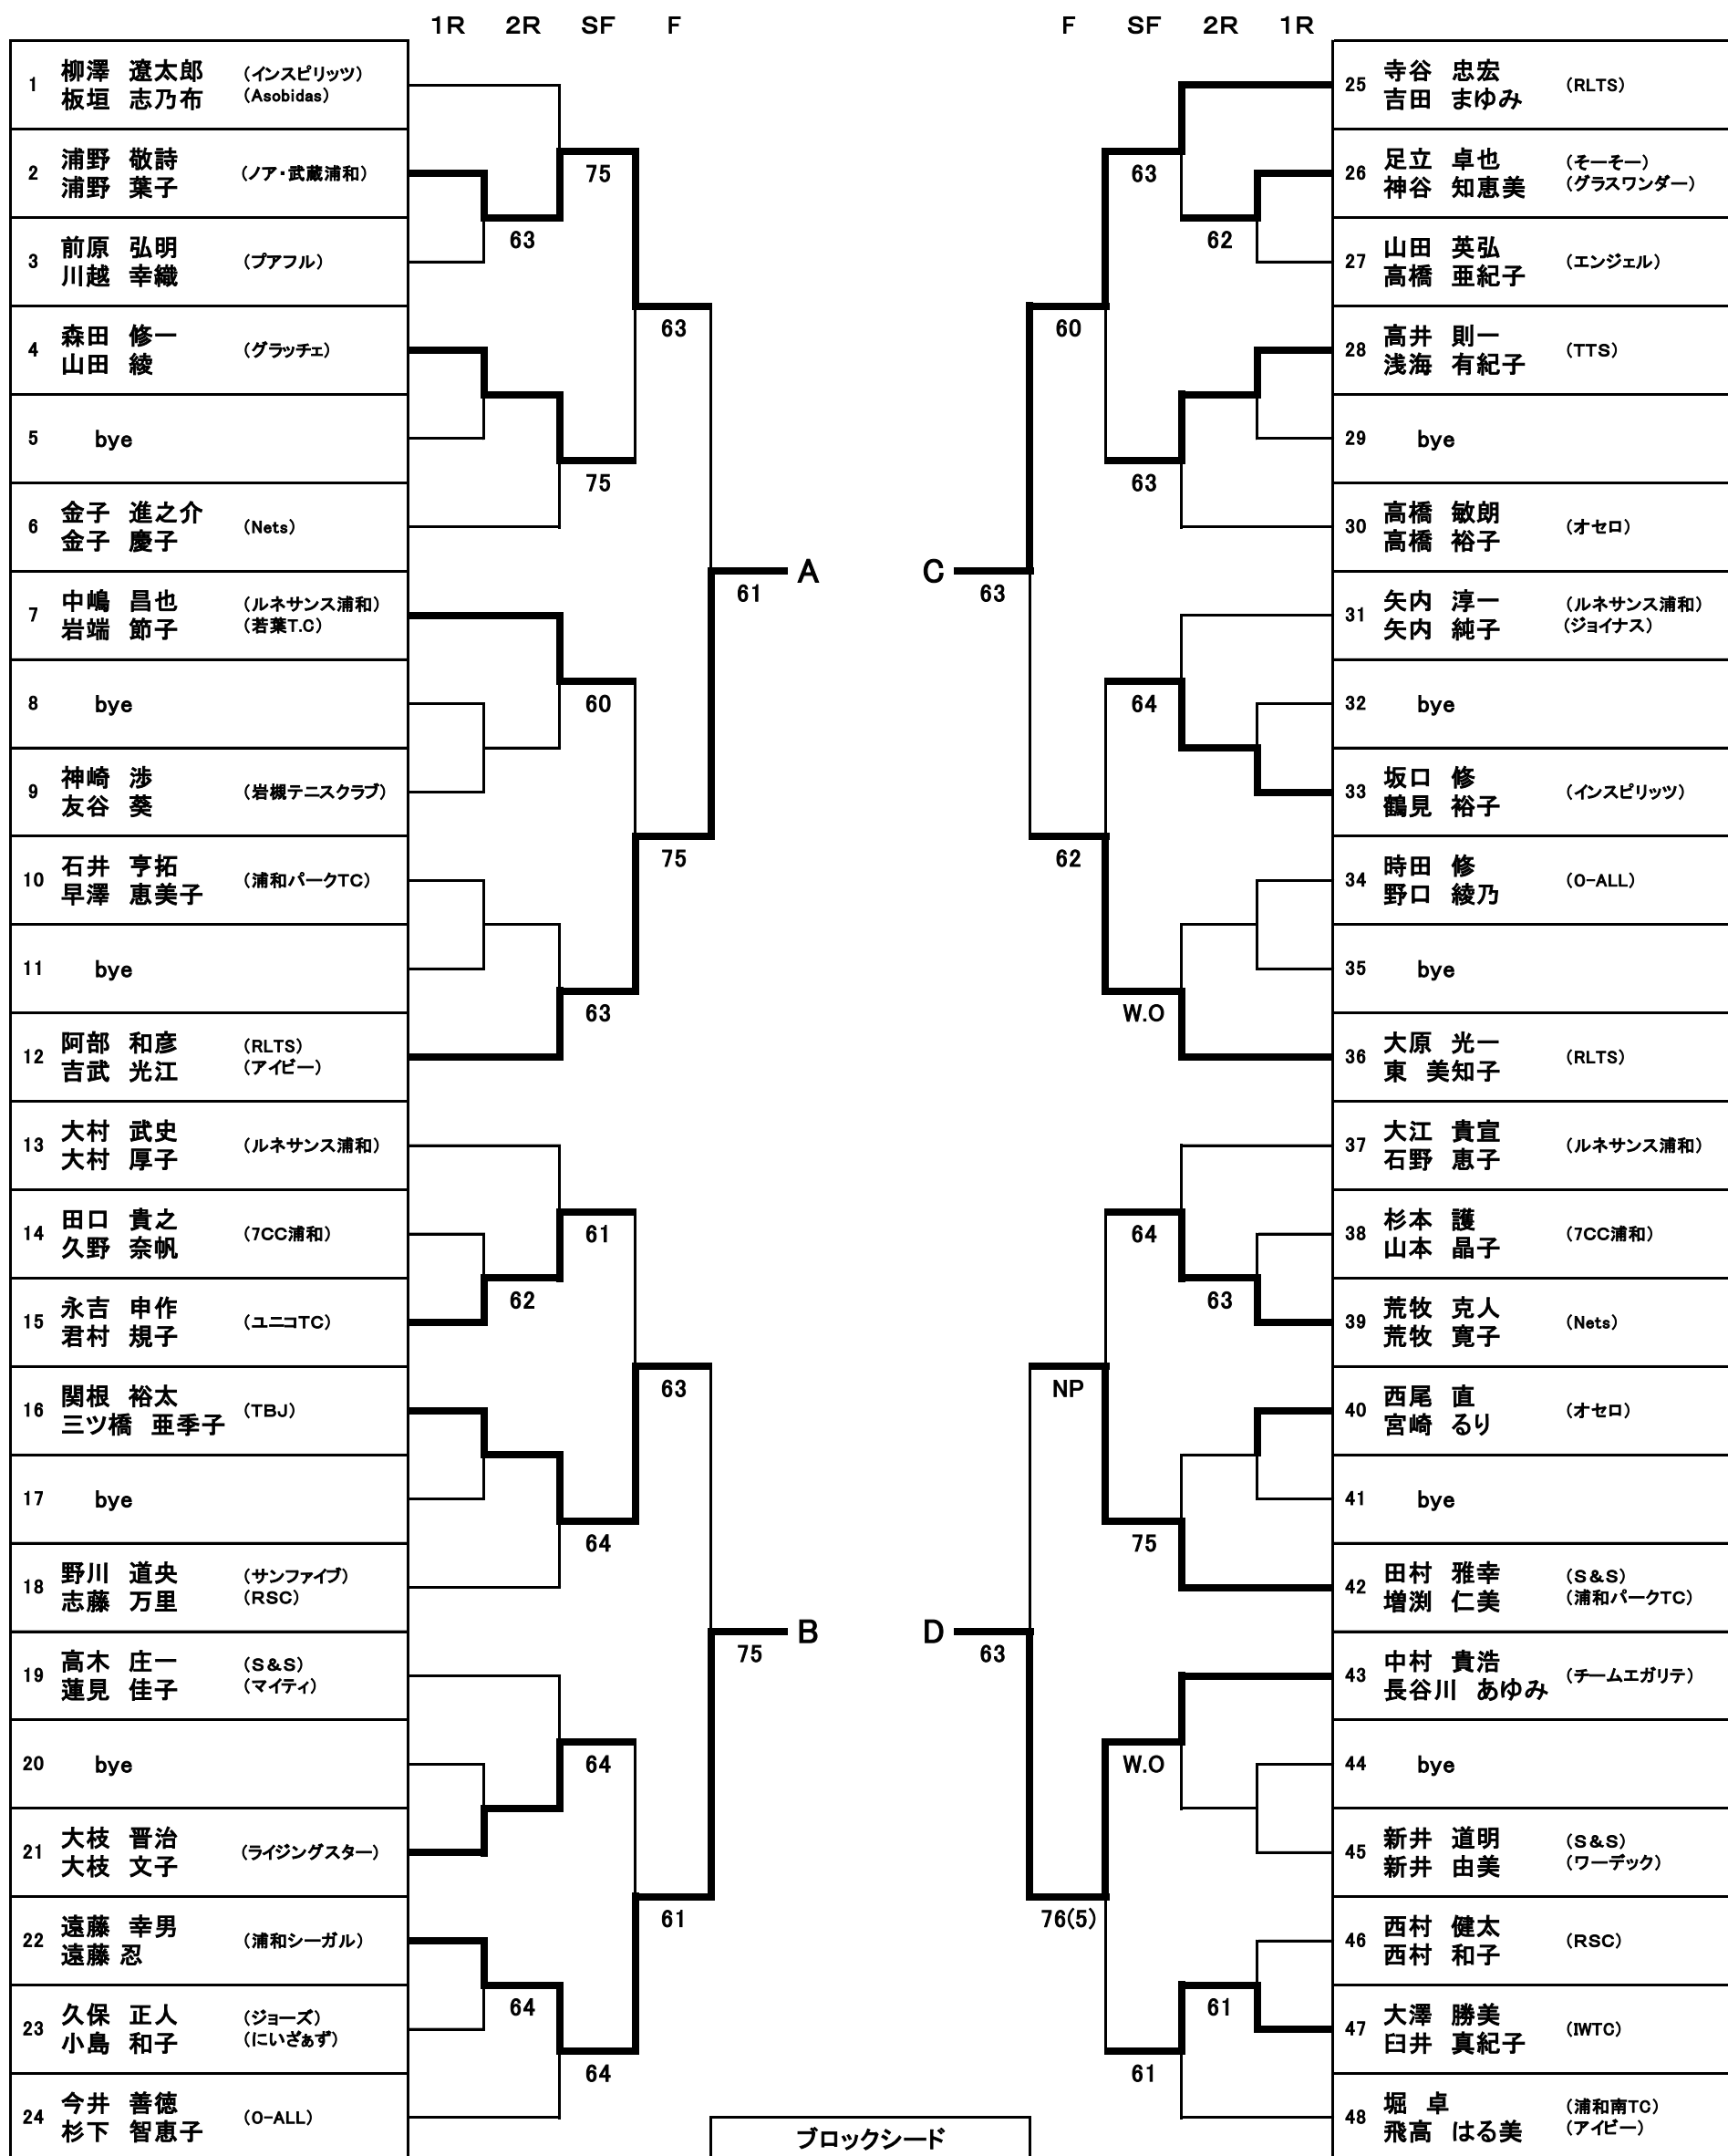 1R 2R SF F
F SF 2R 1R
1 柳澤 遼太郎 (インスピリッツ)
板垣 志乃布 (Asobidas)
2 浦野 敬詩 (ノア・武蔵浦和)
浦野 葉子
3 前原 弘明 (プアフル)
川越 幸織
4 森田 修一 (グラッチェ)
山田 綾
5 bye
6 金子 進之介 (Nets)
金子 慶子
7 中嶋 昌也 (ルネサンス浦和)
岩端 節子 (若葉T.C)
8 bye
9 神崎 渉 (岩槻テニスクラブ)
友谷 葵
10 石井 亨拓 (浦和パークTC)
早澤 恵美子
11 bye
12 阿部 和彦 (RLTS)
吉武 光江 (アイビー)
13 大村 武史 (ルネサンス浦和)
大村 厚子
14 田口 貴之 (7CC浦和)
久野 奈帆
15 永吉 申作 (ユニコTC)
君村 規子
16 関根 裕太 (TBJ)
三ツ橋 亜季子
17 bye
18 野川 道央 (サンファイブ)
志藤 万里 (RSC)
19 高木 庄一 (S&S)
蓮見 佳子 (マイティ)
20 bye
21 大枝 晋治 (ライジングスター)
大枝 文子
22 遠藤 幸男 (浦和シーガル)
遠藤 忍
23 久保 正人 (ジョーズ)
小島 和子 (にいざぁず)
24 今井 善徳 (O-ALL)
杉下 智恵子
75
63
63
75
61 A
60
75
63
61
62
63
64
75 B
64
61
64
64
25 寺谷 忠宏 (RLTS)
吉田 まゆみ
26 足立 卓也 (そーそー)
神谷 知恵美 (グラスワンダー)
27 山田 英弘 (エンジェル)
高橋 亜紀子
28 高井 則一 (TTS)
浅海 有紀子
29 bye
30 高橋 敏朗 (オセロ)
高橋 裕子
31 矢内 淳一 (ルネサンス浦和)
矢内 純子 (ジョイナス)
32 bye
33 坂口 修 (インスピリッツ)
鶴見 裕子
34 時田 修 (O-ALL)
野口 綾乃
35 bye
36 大原 光一 (RLTS)
東 美知子
37 大江 貴宣 (ルネサンス浦和)
石野 恵子
38 杉本 護 (7CC浦和)
山本 晶子
39 荒牧 克人 (Nets)
荒牧 寛子
40 西尾 直 (オセロ)
宮崎 るり
41 bye
42 田村 雅幸 (S&S)
増渕 仁美 (浦和パークTC)
43 中村 貴浩 (チームエガリテ)
長谷川 あゆみ
44 bye
45 新井 道明 (S&S)
新井 由美 (ワーデック)
46 西村 健太 (RSC)
西村 和子
47 大澤 勝美 (IWTC)
臼井 真紀子
48 堀 卓 (浦和南TC)
飛高 はる美 (アイビー)
63
62
60
63
C 63
64
62
W.O
64
63
NP
75
D 63
W.O
76(5)
61
61
ブロックシード